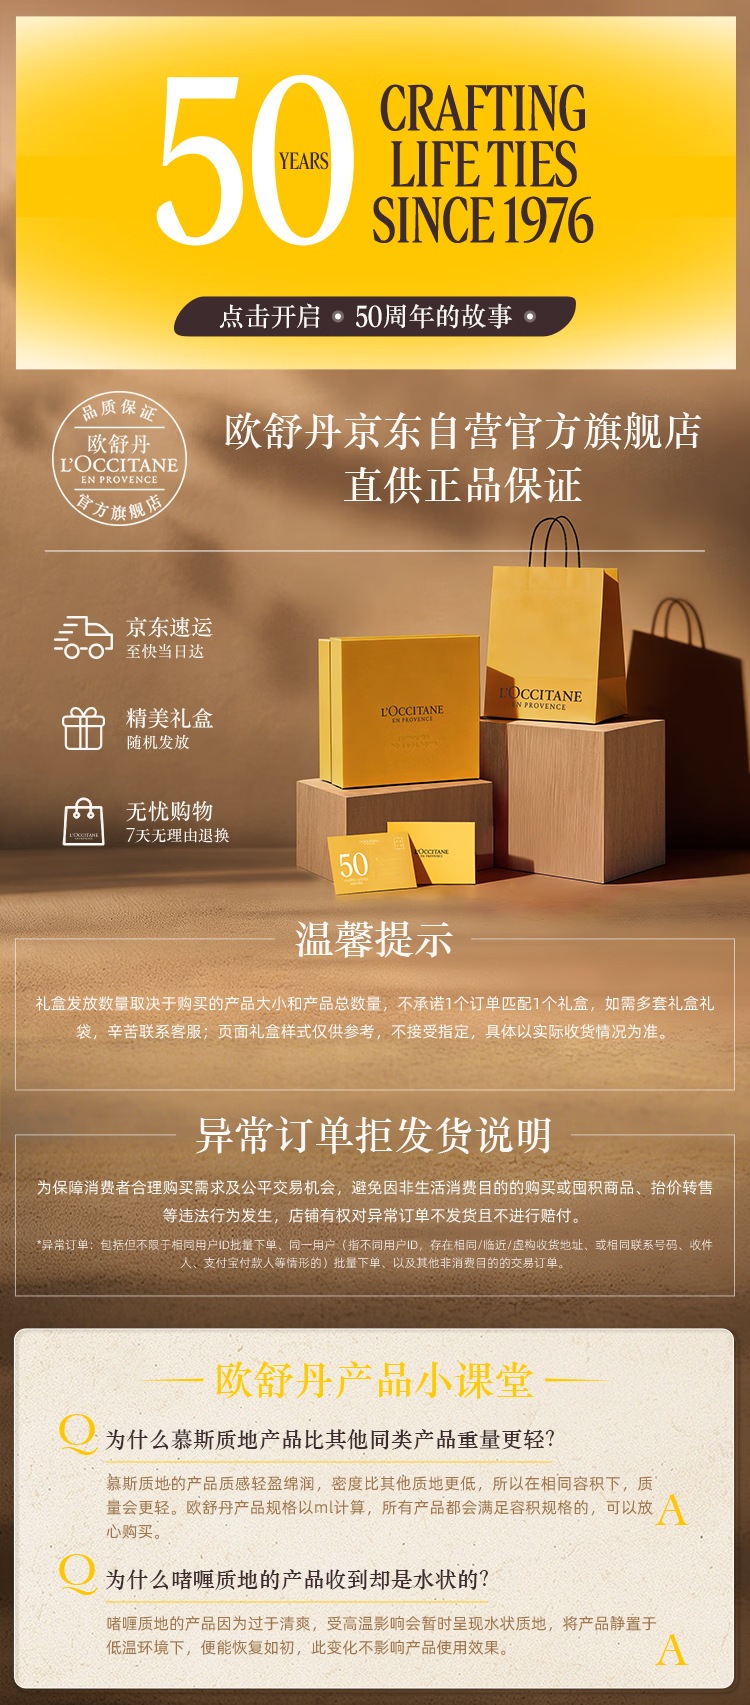 50
YEARS
CRAFTING
LIFE TIES
SINCE 1976
点击开启 • 50周年的故事 •
品质保证
欧舒丹
L'OCCITANE
EN PROVENCE
官方旗舰店
欧舒丹京东自营官方旗舰店
直供正品保证
京东速运
至快当日达
精美礼盒
随机发放
无忧购物
7天无理由退换
L'OCCITANE
L'OCCITANE
EN PROVENCE
L'OCCITANE
EN PROVENCE
50
L'OCCITANE
EN PROVENCE
温馨提示
礼盒发放数量取决于购买的产品大小和产品总数量，不承诺1个订单匹配1个礼盒，如需多套礼盒礼
袋，辛苦联系客服；页面礼盒样式仅供参考，不接受指定，具体以实际收货情况为准。
异常订单拒发货说明
为保障消费者合理购买需求及公平交易机会，避免因非生活消费目的的购买或囤积商品、抬价转售
等违法行为发生，店铺有权对异常订单不发货且不进行赔付。
*异常订单：包括但不限于相同用户ID批量下单、同一用户（指不同用户ID，存在相同/临近/虚构收货地址、或相同联系号码、收件
人、支付宝付款人等情形的）批量下单、以及其他非消费目的的交易订单。
欧舒丹产品小课堂
Q
为什么慕斯质地产品比其他同类产品重量更轻?
慕斯质地的产品质感轻盈绵润，密度比其他质地更低，所以在相同容积下，质
量会更轻。欧舒丹产品规格以ml计算，所有产品都会满足容积规格的，可以放
心购买。
A
Q
为什么啫喱质地的产品收到却是水状的?
啫喱质地的产品因为过于清爽，受高温影响会暂时呈现水状质地，将产品静置于
低温环境下，便能恢复如初，此变化不影响产品使用效果。
A